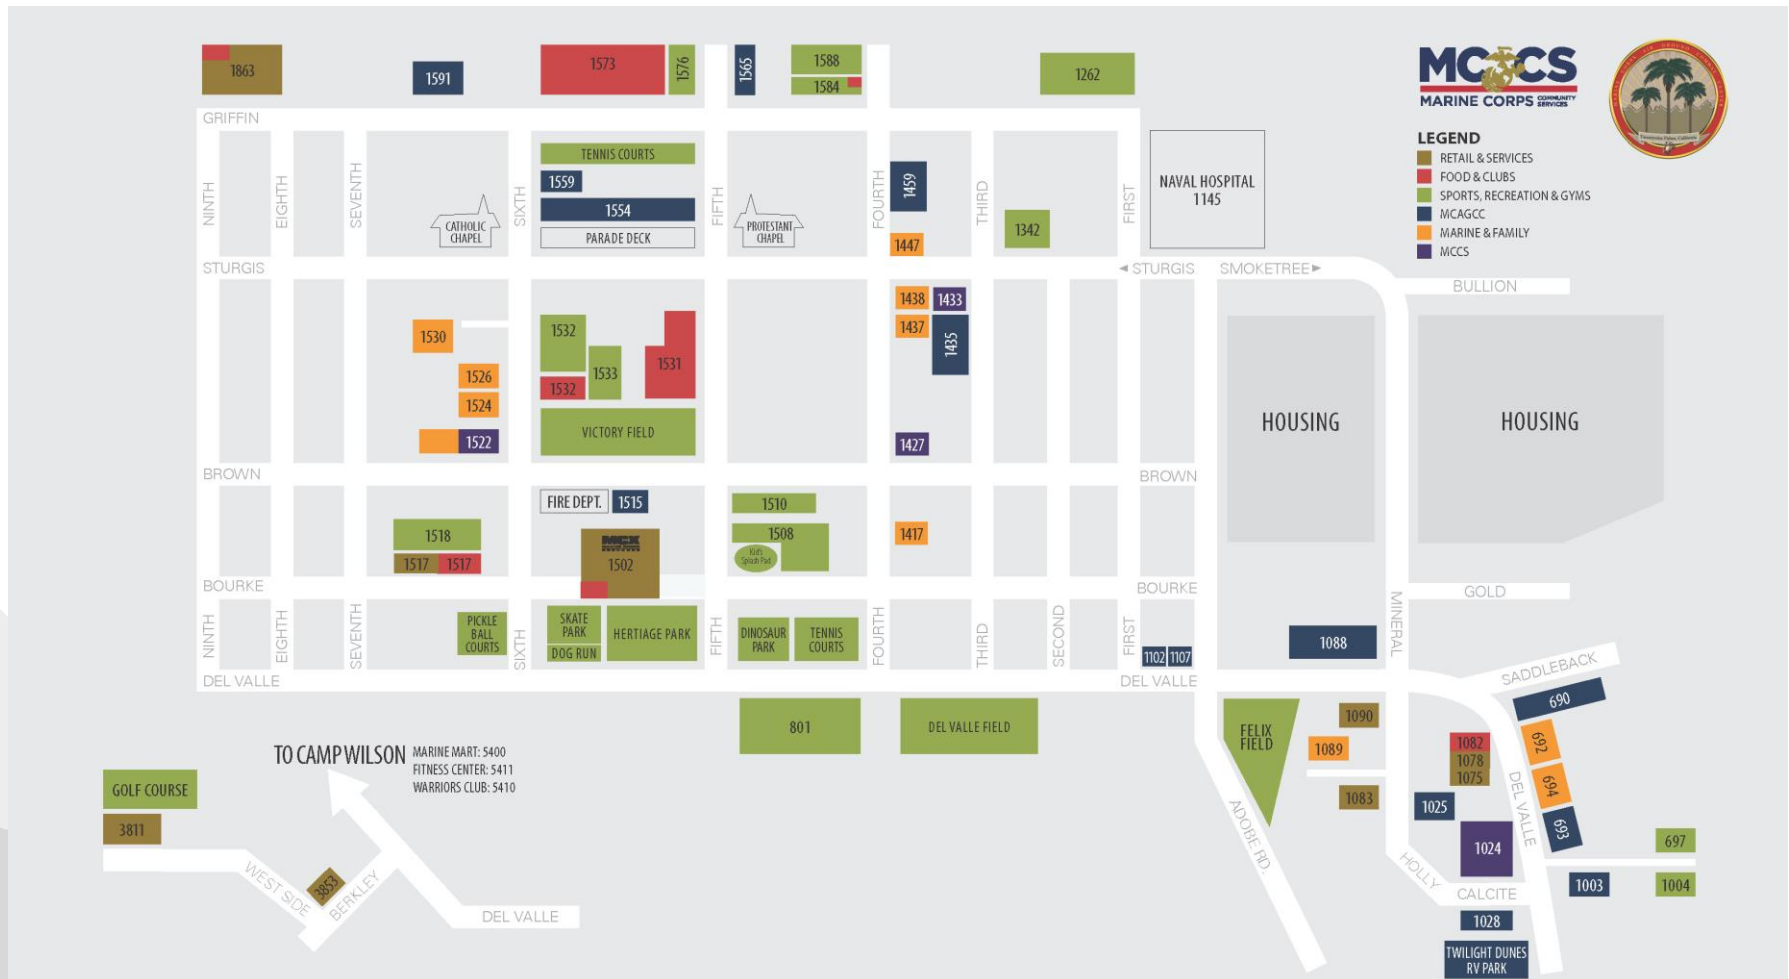 1863
1591
1573
1576
1565
1588
1584
1262
MCCS
MARINE CORPS COMMUNITY SERVICES
LEGEND
RETAIL & SERVICES
FOOD & CLUBS
SPORTS, RECREATION & GYMS
MCAGCC
MARINE & FAMILY
MCCS
GRIFFIN
NINTH
EIGHTH
SEVENTH
SIXTH
FIFTH
FOURTH
THIRD
FIRST
TENNIS COURTS
1559
1554
PARADE DECK
CATHOLIC
CHAPEL
PROTESTANT
CHAPEL
1459
1447
1342
NAVAL HOSPITAL
1145
STURGIS
STURGIS
SMOKETREE
BULLION
1530
1526
1524
1522
1532
1533
1532
1531
VICTORY FIELD
1438
1433
1437
1435
1427
HOUSING
HOUSING
BROWN
BROWN
FIRE DEPT.
1515
MCX
1502
1518
1517
1517
1510
1508
Kid's
Splash Pad
1417
BOURKE
BOURKE
GOLD
NINTH
EIGHTH
SEVENTH
SIXTH
FIFTH
FOURTH
THIRD
SECOND
FIRST
MINERAL
PICKLE
BALL
COURTS
SKATE
PARK
DOG RUN
HERTIAGE PARK
DINOSAUR
PARK
TENNIS
COURTS
1102
1107
1088
DEL VALLE
DEL VALLE
SADDLEBACK
690
801
DEL VALLE FIELD
FELIX
FIELD
1090
1089
1083
1082
1078
1075
692
694
693
DEL VALLE
1025
1024
697
1004
1003
ADOBE RD.
HOLLY
CALCITE
1028
TWILIGHT DUNES
RV PARK
TO CAMP WILSON
MARINE MART: 5400
FITNESS CENTER: 5411
WARRIORS CLUB: 5410
GOLF COURSE
3811
WEST SIDE
3853
BERKLEY
DEL VALLE